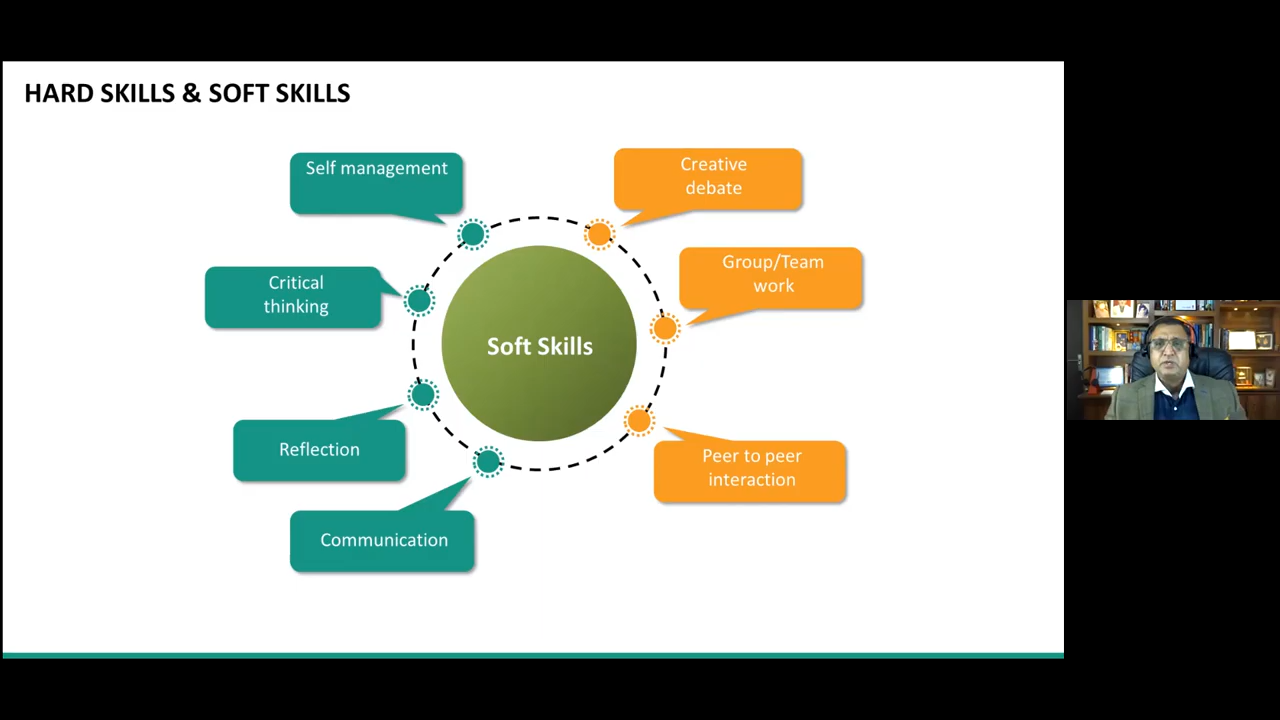 HARD SKILLS & SOFT SKILLS
Self management
Creative
debate
Critical
thinking
Group/Team
work
Soft Skills
Reflection
Peer to peer
interaction
Communication